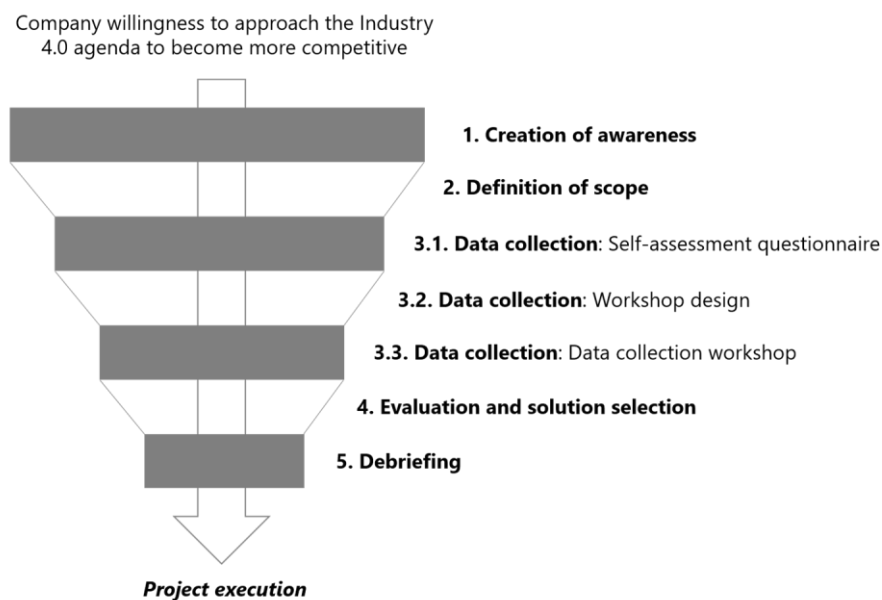 Company willingness to approach the Industry
4.0 agenda to become more competitive
1. Creation of awareness
2. Definition of scope
3.1. Data collection: Self-assessment questionnaire
3.2. Data collection: Workshop design
3.3. Data collection: Data collection workshop
4. Evaluation and solution selection
5. Debriefing
Project execution